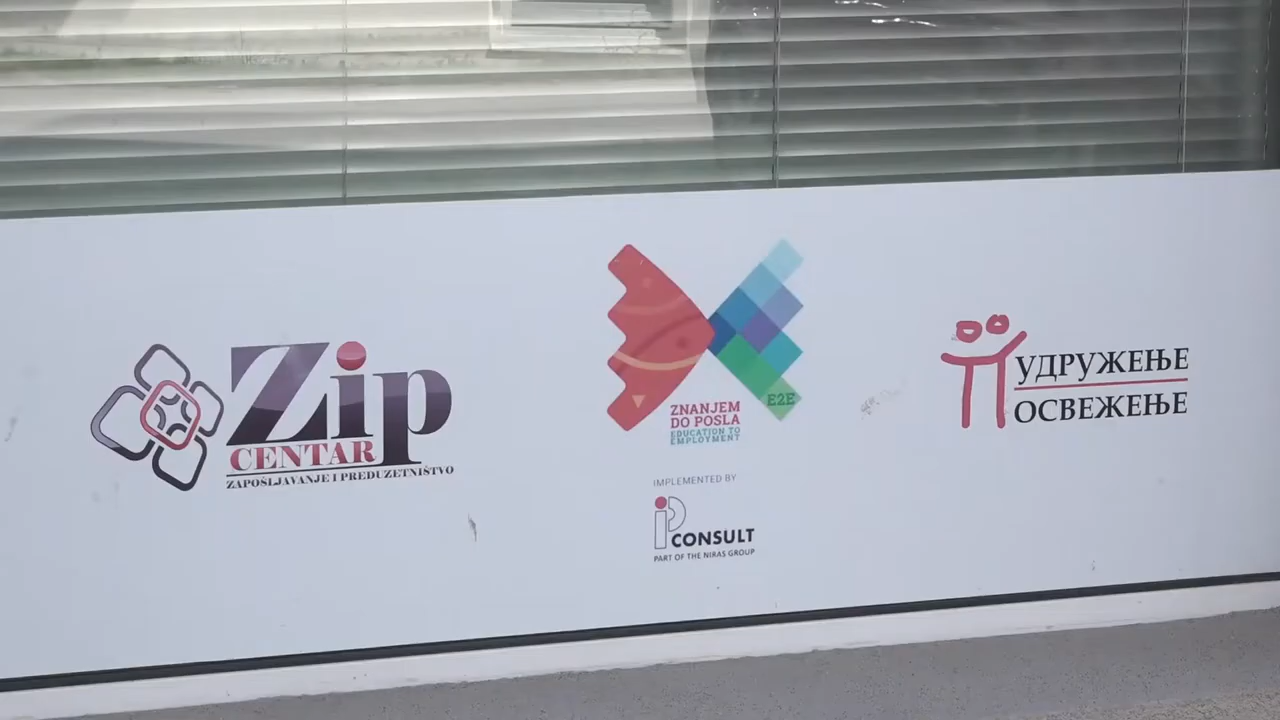 Zip
CENTAR
ZAPOŠLJAVANJE I PREDUZETNIŠTVO
E2E
ZNANJEM
DO POSLA
EDUCATION TO
EMPLOYMENT
IMPLEMENTED BY
iP CONSULT
PART OF THE NIRAS GROUP
УДРУЖЕЊЕ
ОСВЕЖЕЊЕ